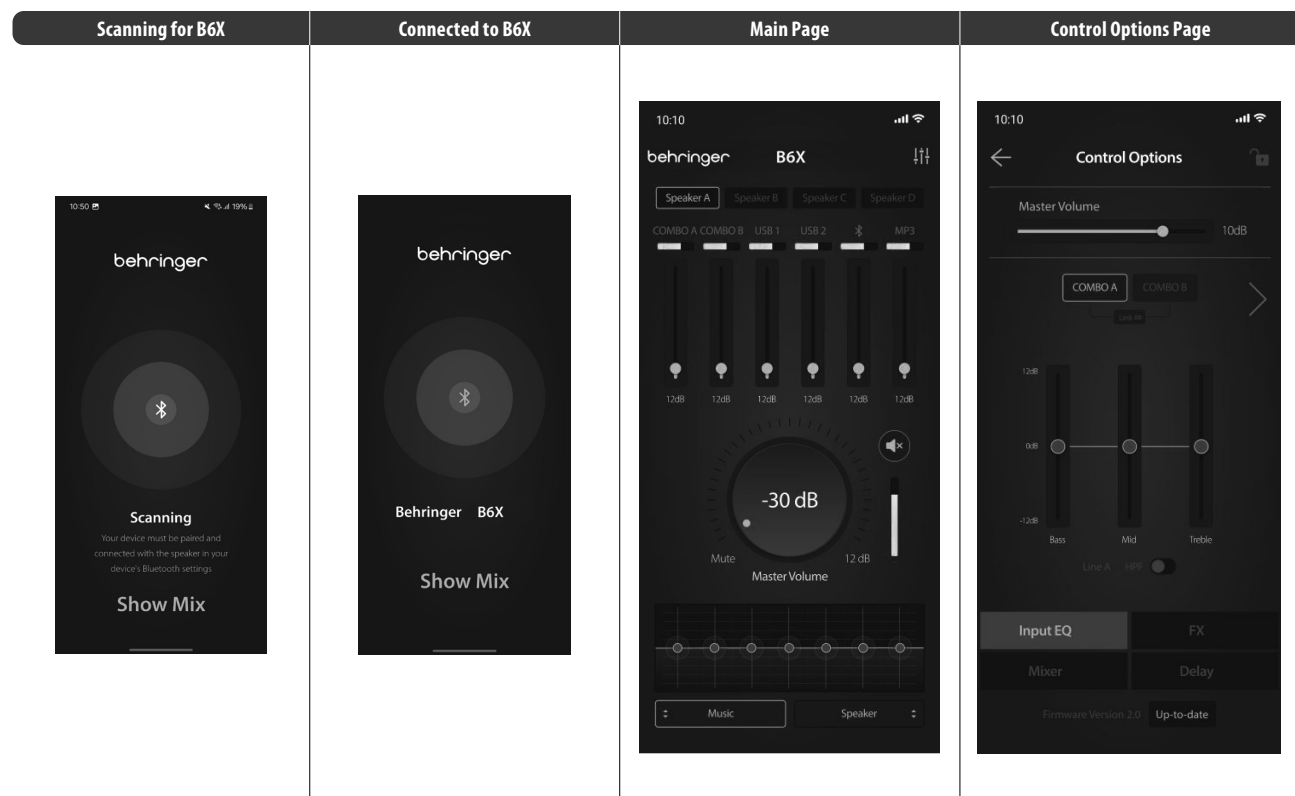 Scanning for B6X
Connected to B6X
Main Page
Control Options Page
10:50 19%
behringer
Scanning
Your device must be paired and
connected with the speaker in your
device's Bluetooth settings
Show Mix
behringer
Behringer B6X
Show Mix
10:10
behringer B6X
Speaker A Speaker B Speaker C Speaker D
COMBO A COMBO B USB 1 USB 2 MP3
12dB 12dB 12dB 12dB 12dB 12dB
-30 dB
Mute 12 dB
Master Volume
Music Speaker
10:10
Control Options
Master Volume
10dB
COMBO A COMBO B
Link
12dB
0dB
-12dB
Bass Mid Treble
Line A HPF
Input EQ FX
Mixer Delay
Firmware Version 2.0 Up-to-date